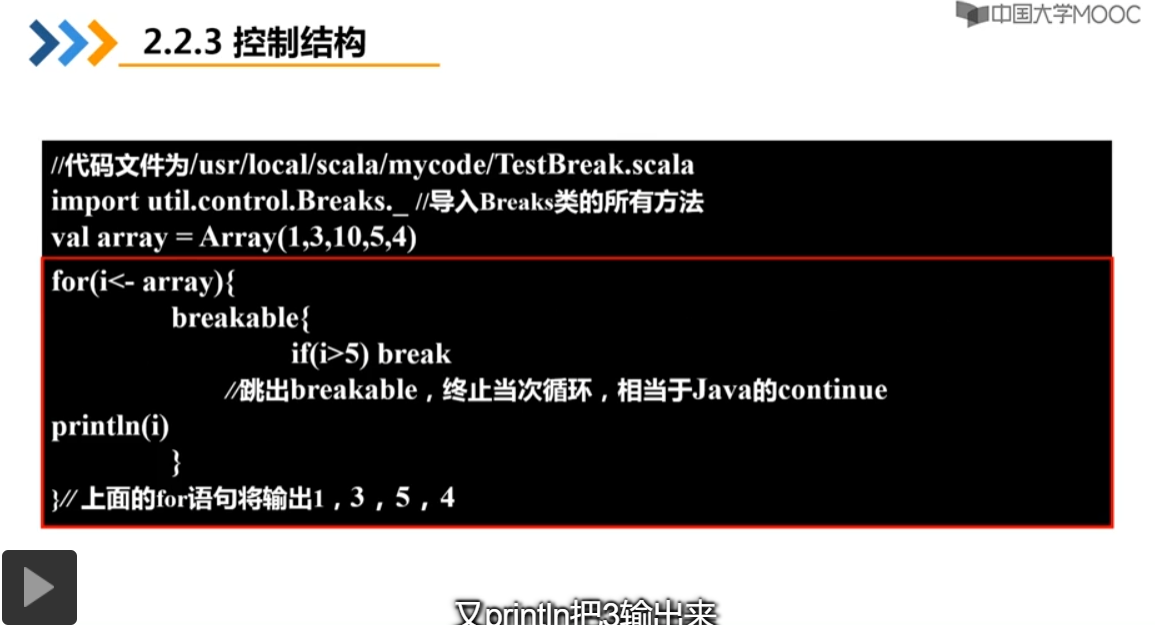 中国大学MOOC
2.2.3 控制结构
//代码文件为/usr/local/scala/mycode/TestBreak.scala
import util.control.Breaks._ //导入Breaks类的所有方法
val array = Array(1,3,10,5,4)
for(i<- array){
breakable{
if(i>5) break
//跳出breakable，终止当次循环，相当于Java的continue
println(i)
}
}// 上面的for语句将输出1，3，5，4
又println把3输出来